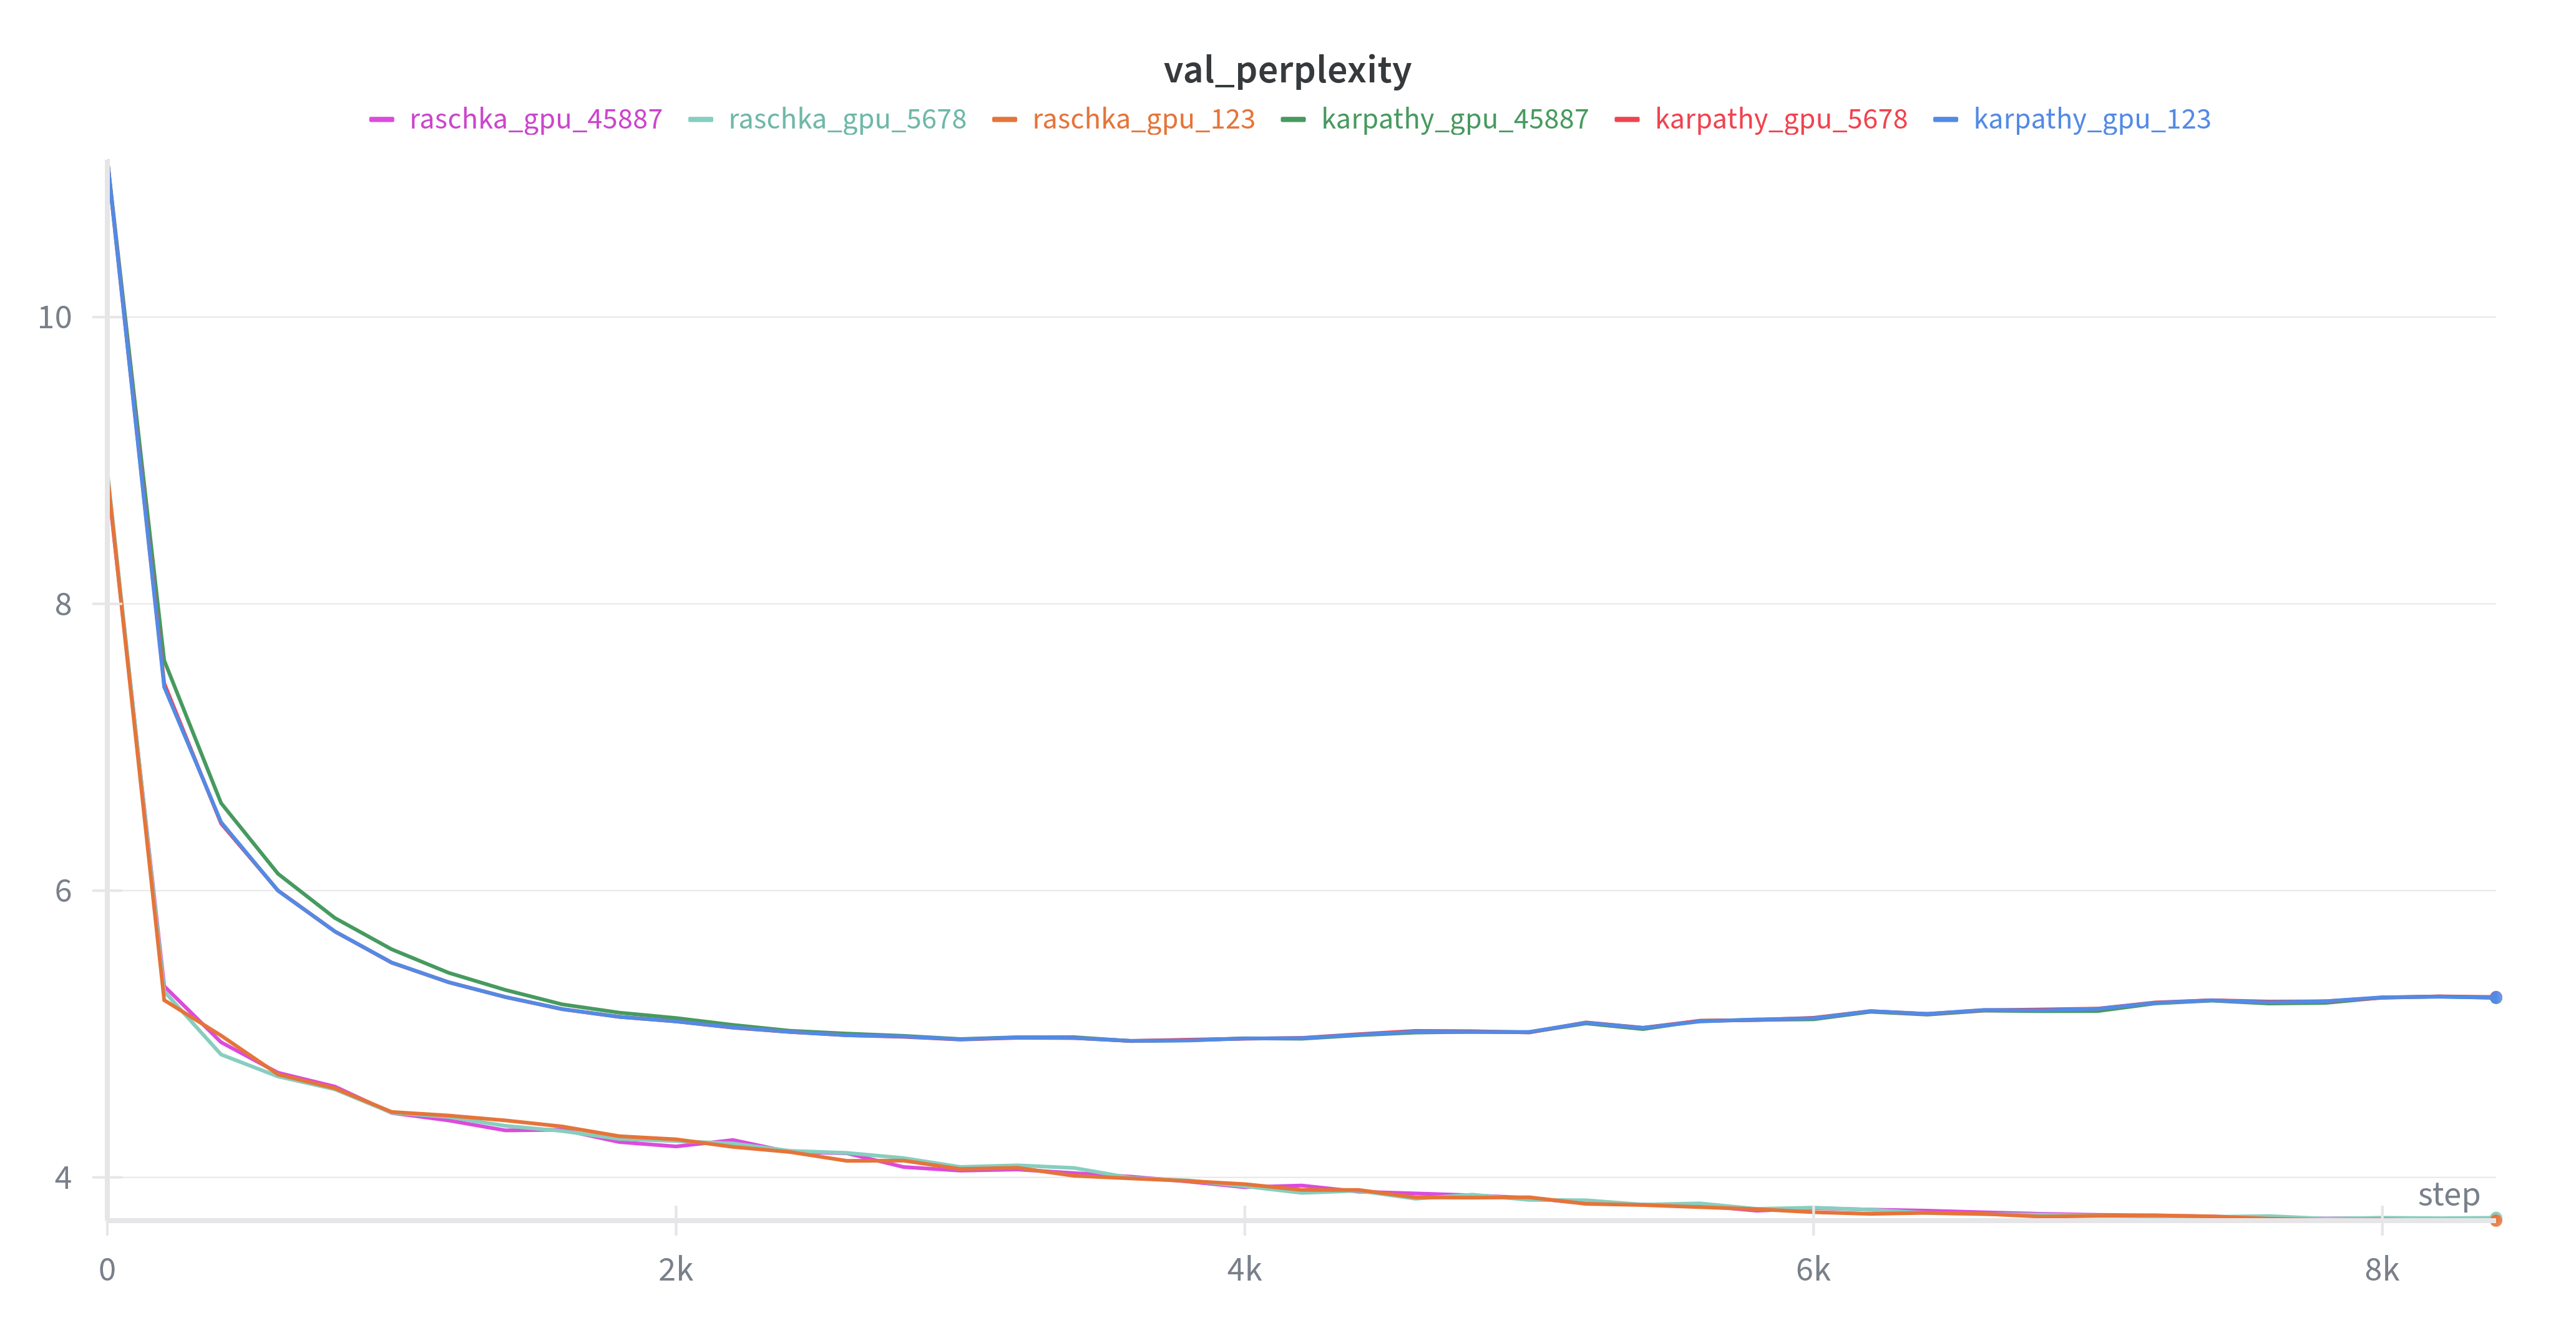 val_perplexity
raschka_gpu_45887 raschka_gpu_5678 raschka_gpu_123 karpathy_gpu_45887 karpathy_gpu_5678 karpathy_gpu_123
10
8
6
4
step
0 2k 4k 6k 8k